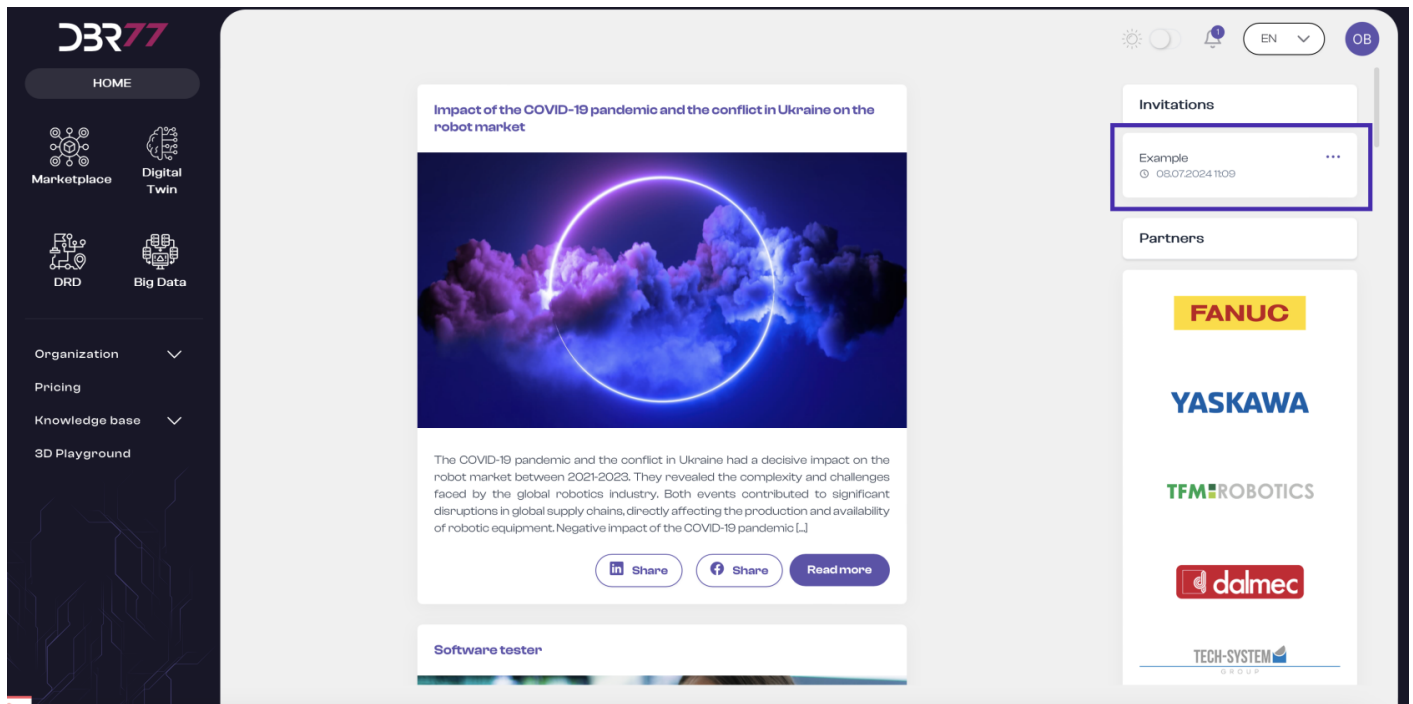 DBR77
HOME
Marketplace
Digital
Twin
DRD
Big Data
Organization
Pricing
Knowledge base
3D Playground
1
EN
OB
Impact of the COVID-19 pandemic and the conflict in Ukraine on the
robot market
The COVID-19 pandemic and the conflict in Ukraine had a decisive impact on the
robot market between 2021-2023. They revealed the complexity and challenges
faced by the global robotics industry. Both events contributed to significant
disruptions in global supply chains, directly affecting the production and availability
of robotic equipment. Negative impact of the COVID-19 pandemic [...]
Share
Share
Read more
Software tester
Invitations
Example
08.07.2024 11:09
Partners
FANUC
YASKAWA
TFM ROBOTICS
dalmec
TECH-SYSTEM
GROUP